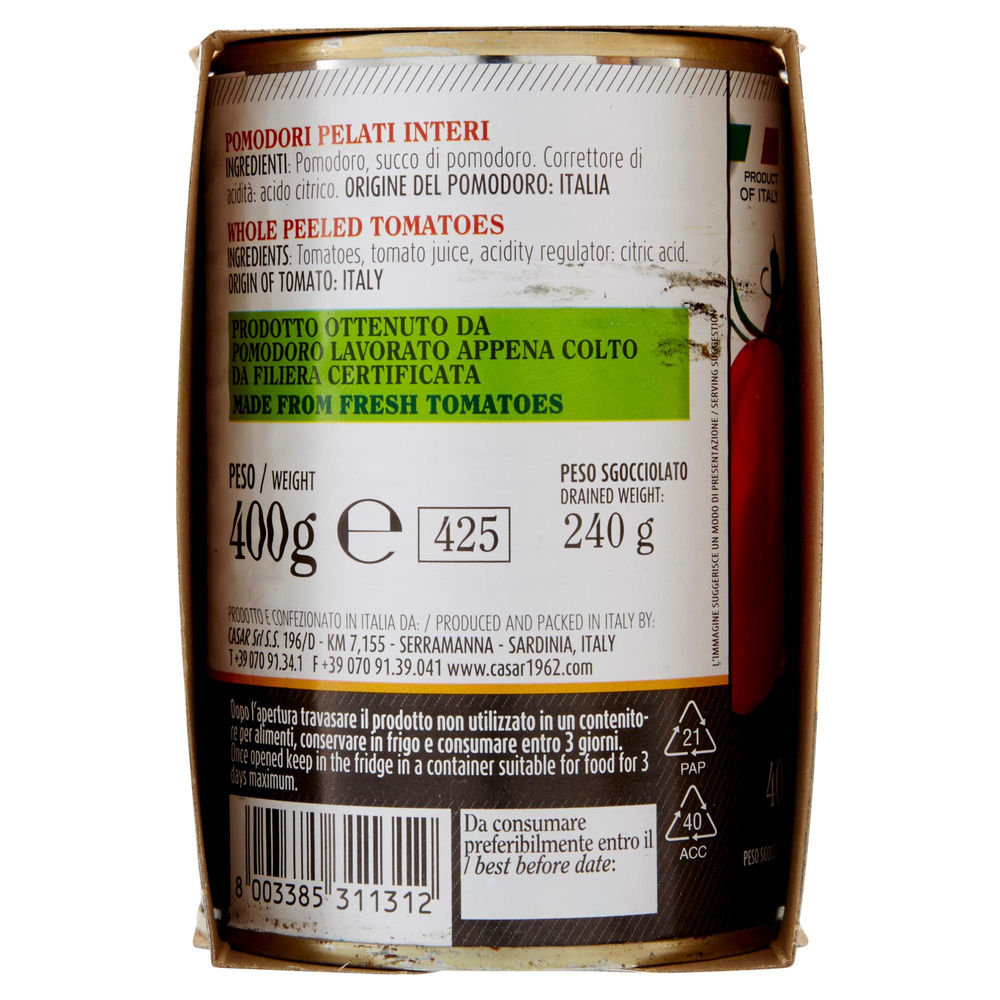 POMODORI PELATI INTERI
INGREDIENTI: Pomodoro, succo di pomodoro. Correttore di
acidità: acido citrico. ORIGINE DEL POMODORO: ITALIA
WHOLE PEELED TOMATOES
INGREDIENTS: Tomatoes, tomato juice, acidity regulator: citric acid.
ORIGIN OF TOMATO: ITALY
PRODOTTO OTTENUTO DA
POMODORO LAVORATO APPENA COLTO
DA FILIERA CERTIFICATA
MADE FROM FRESH TOMATOES
PESO / WEIGHT
400g ℮ 425
PESO SGOCCIOLATO
DRAINED WEIGHT:
240 g
PRODOTTO E CONFEZIONATO IN ITALIA DA: / PRODUCED AND PACKED IN ITALY BY:
CASAR Srl S.S. 196/D - KM 7,155 - SERRAMANNA - SARDINIA, ITALY
T +39 070 91.34.1 F +39 070 91.39.041 www.casar1962.com
Dopo l'apertura travasare il prodotto non utilizzato in un contenito-
re per alimenti, conservare in frigo e consumare entro 3 giorni.
Once opened keep in the fridge in a container suitable for food for 3
days maximum.
21
PAP
40
ACC
8 003385 311312
Da consumare
preferibilmente entro il
/ best before date:
L'IMMAGINE SUGGERISCE UN MODO DI PRESENTAZIONE / SERVING SUGGESTION
PRODUCT
OF ITALY
PESO